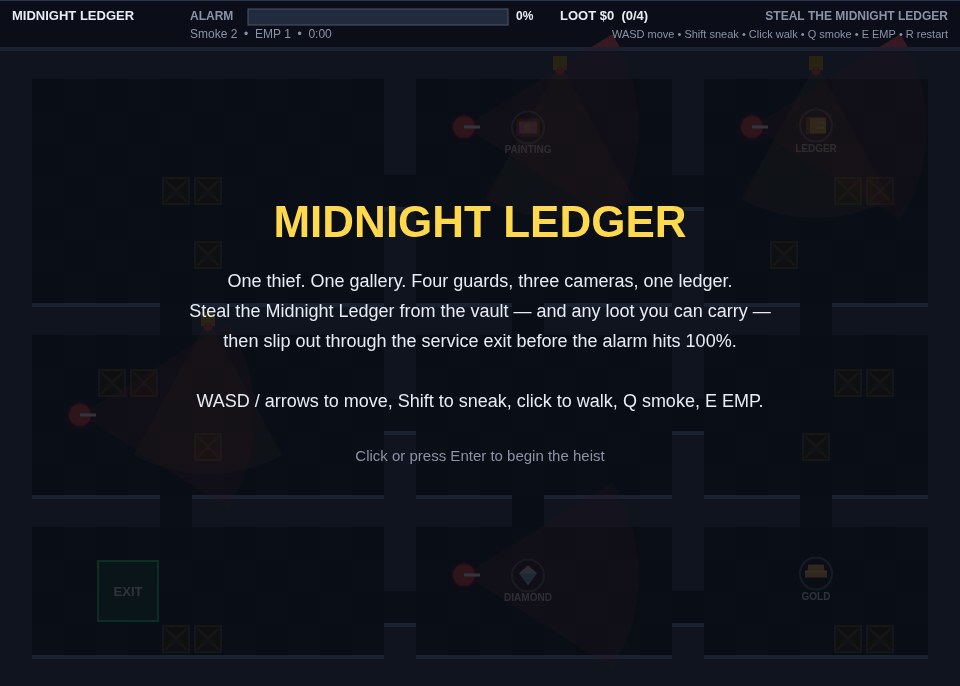 MIDNIGHT LEDGER
ALARM 0% LOOT $0 (0/4) STEAL THE MIDNIGHT LEDGER
Smoke 2 • EMP 1 • 0:00
WASD move • Shift sneak • Click walk • Q smoke • E EMP • R restart
PAINTING
LEDGER
MIDNIGHT LEDGER
One thief. One gallery. Four guards, three cameras, one ledger.
Steal the Midnight Ledger from the vault — and any loot you can carry —
then slip out through the service exit before the alarm hits 100%.
WASD / arrows to move, Shift to sneak, click to walk, Q smoke, E EMP.
Click or press Enter to begin the heist
EXIT
DIAMOND
GOLD